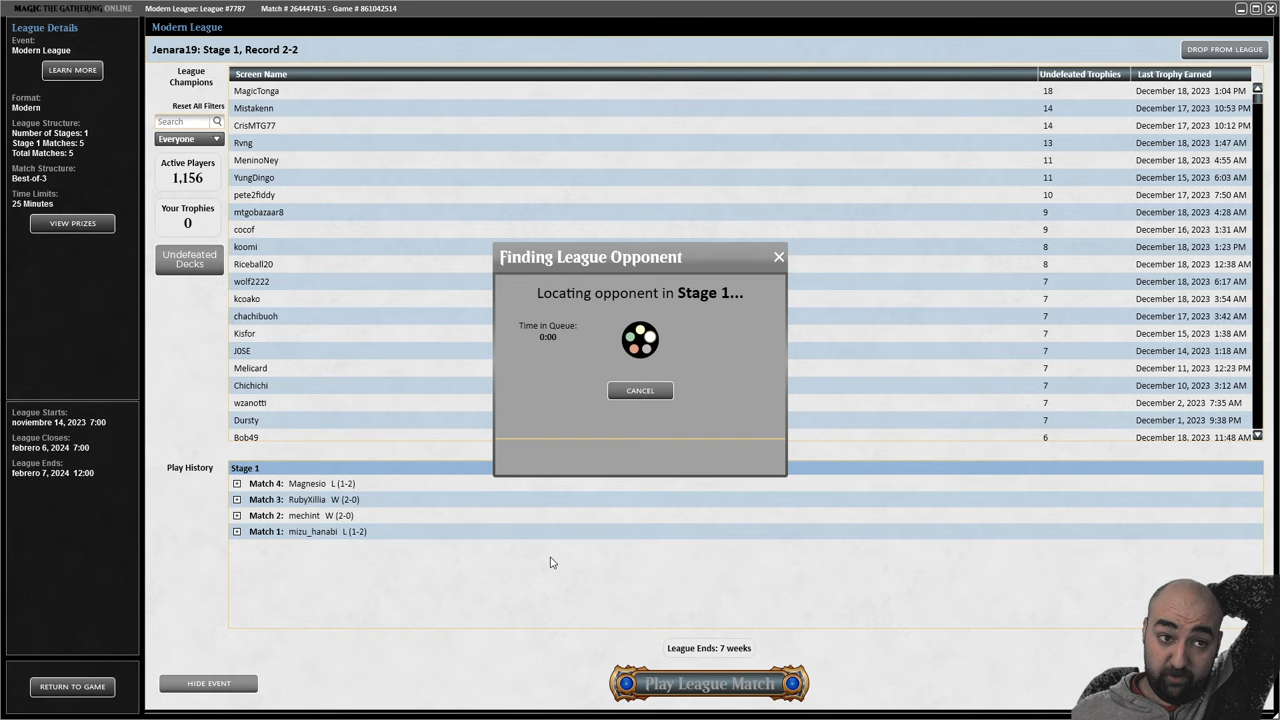 MAGIC THE GATHERING ONLINE
Modern League: League #7787
Match # 264447415 - Game # 861042514
League Details
Event:
Modern League
LEARN MORE
Format:
Modern
League Structure:
Number of Stages: 1
Stage 1 Matches: 5
Total Matches: 5
Match Structure:
Best-of-3
Time Limits:
25 Minutes
VIEW PRIZES
League Starts:
noviembre 14, 2023 7:00
League Closes:
febrero 6, 2024 7:00
League Ends:
febrero 7, 2024 12:00
RETURN TO GAME
Modern League
Jenara19: Stage 1, Record 2-2
DROP FROM LEAGUE
League
Champions
Reset All Filters
Search
Everyone
Active Players
1,156
Your Trophies
0
Undefeated
Decks
Screen Name Undefeated Trophies Last Trophy Earned
MagicTonga 18 December 18, 2023 1:04 PM
Mistakenn 14 December 17, 2023 10:53 PM
CrisMTG77 14 December 17, 2023 10:12 PM
Rvng 13 December 18, 2023 1:47 AM
MeninoNey 11 December 18, 2023 4:55 AM
YungDingo 11 December 15, 2023 6:03 AM
pete2fiddy 10 December 17, 2023 7:50 AM
mtgobazaar8 9 December 18, 2023 4:28 AM
cocof 9 December 16, 2023 1:31 AM
koomi 8 December 18, 2023 1:23 PM
Riceball20 8 December 18, 2023 12:38 AM
wolf2222 7 December 18, 2023 6:17 AM
kcoako 7 December 18, 2023 3:54 AM
chachibuoh 7 December 17, 2023 3:42 AM
Kisfor 7 December 15, 2023 1:38 AM
J0SE 7 December 14, 2023 1:18 AM
Melicard 7 December 11, 2023 12:23 PM
Chichichi 7 December 10, 2023 3:12 AM
wzanotti 7 December 2, 2023 7:35 AM
Dursty 7 December 1, 2023 9:38 PM
Bob49 6 December 18, 2023 11:48 AM
Finding League Opponent
Locating opponent in Stage 1...
Time in Queue:
0:00
CANCEL
Play History
Stage 1
Match 4: Magnesio L (1-2)
Match 3: RubyXillia W (2-0)
Match 2: mechint W (2-0)
Match 1: mizu_hanabi L (1-2)
League Ends: 7 weeks
HIDE EVENT
Play League Match